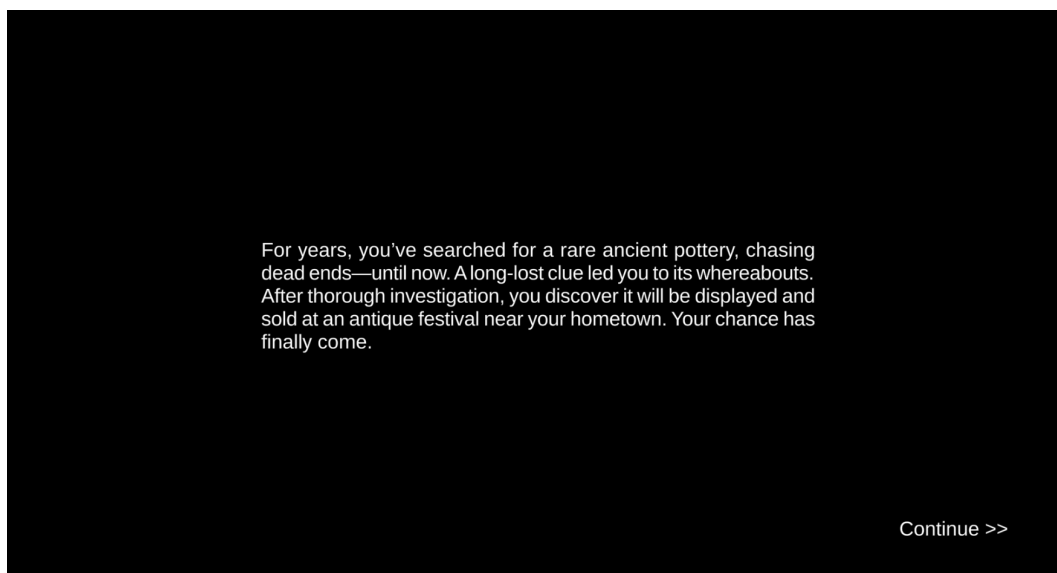 For years, you’ve searched for a rare ancient pottery, chasing
dead ends—until now. A long-lost clue led you to its whereabouts.
After thorough investigation, you discover it will be displayed and
sold at an antique festival near your hometown. Your chance has
finally come.
Continue >>